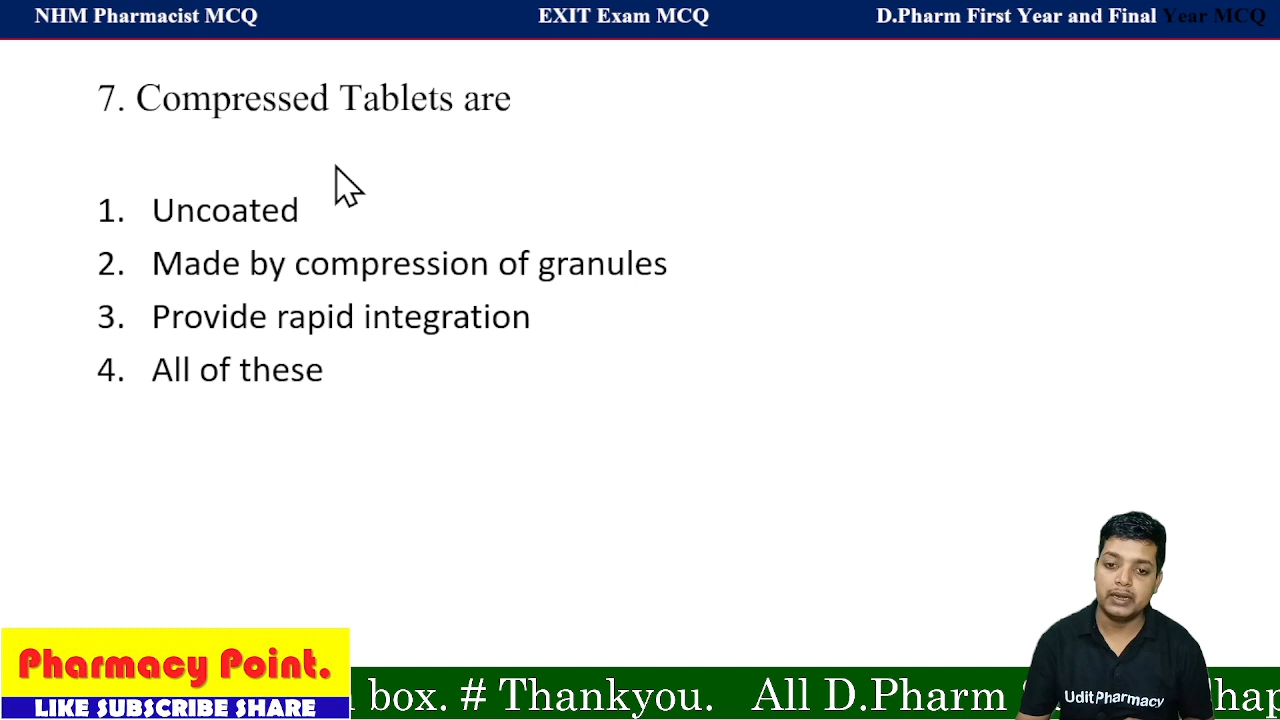 NHM Pharmacist MCQ EXIT Exam MCQ D.Pharm First Year and Final Year MCQ
7. Compressed Tablets are
1. Uncoated
2. Made by compression of granules
3. Provide rapid integration
4. All of these
Pharmacy Point.
LIKE SUBSCRIBE SHARE
box. # Thankyou. All D.Pharm
Udit Pharmacy